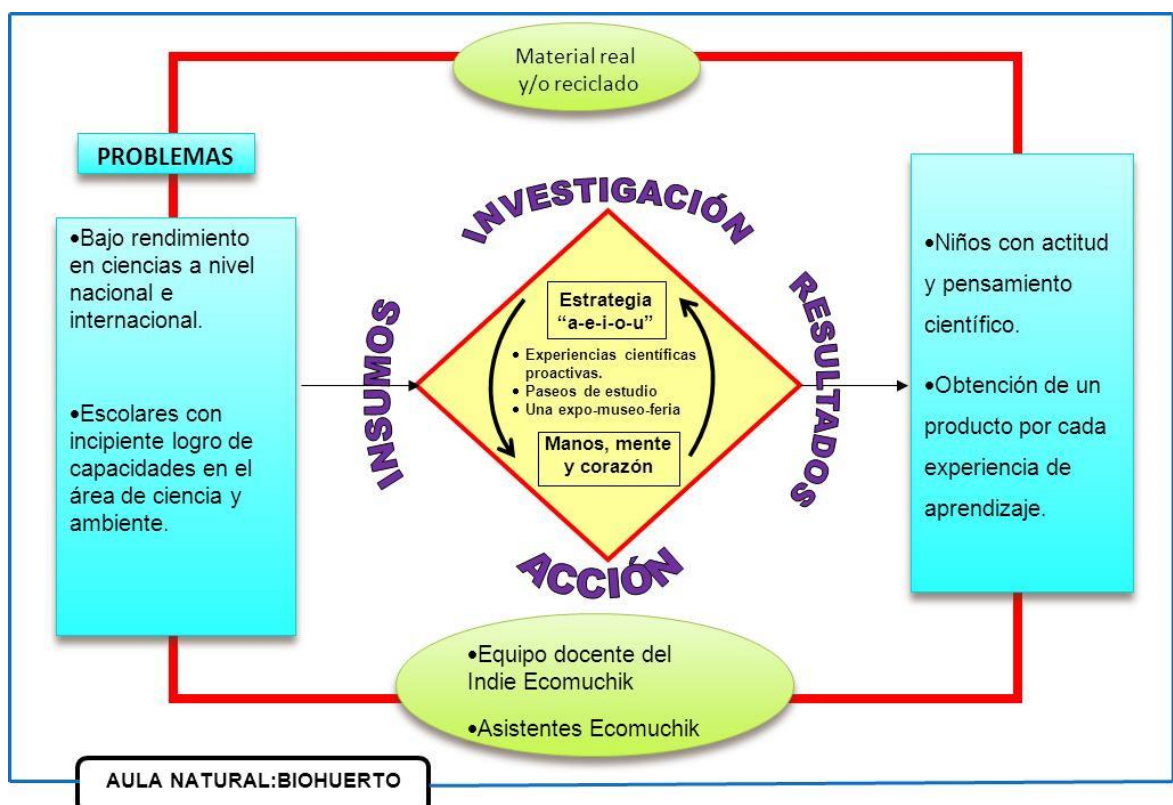 Material real
y/o reciclado
PROBLEMAS
•Bajo rendimiento
en ciencias a nivel
nacional e
internacional.
•Escolares con
incipiente logro de
capacidades en el
área de ciencia y
ambiente.
INSUMOS
INVESTIGACIÓN
Estrategia
“a-e-i-o-u”
• Experiencias científicas
proactivas.
• Paseos de estudio
• Una expo-museo-feria
Manos, mente
y corazón
ACCIÓN
RESULTADOS
•Niños con actitud
y pensamiento
científico.
•Obtención de un
producto por cada
experiencia de
aprendizaje.
•Equipo docente del
Indie Ecomuchik
•Asistentes Ecomuchik
AULA NATURAL:BIOHUERTO